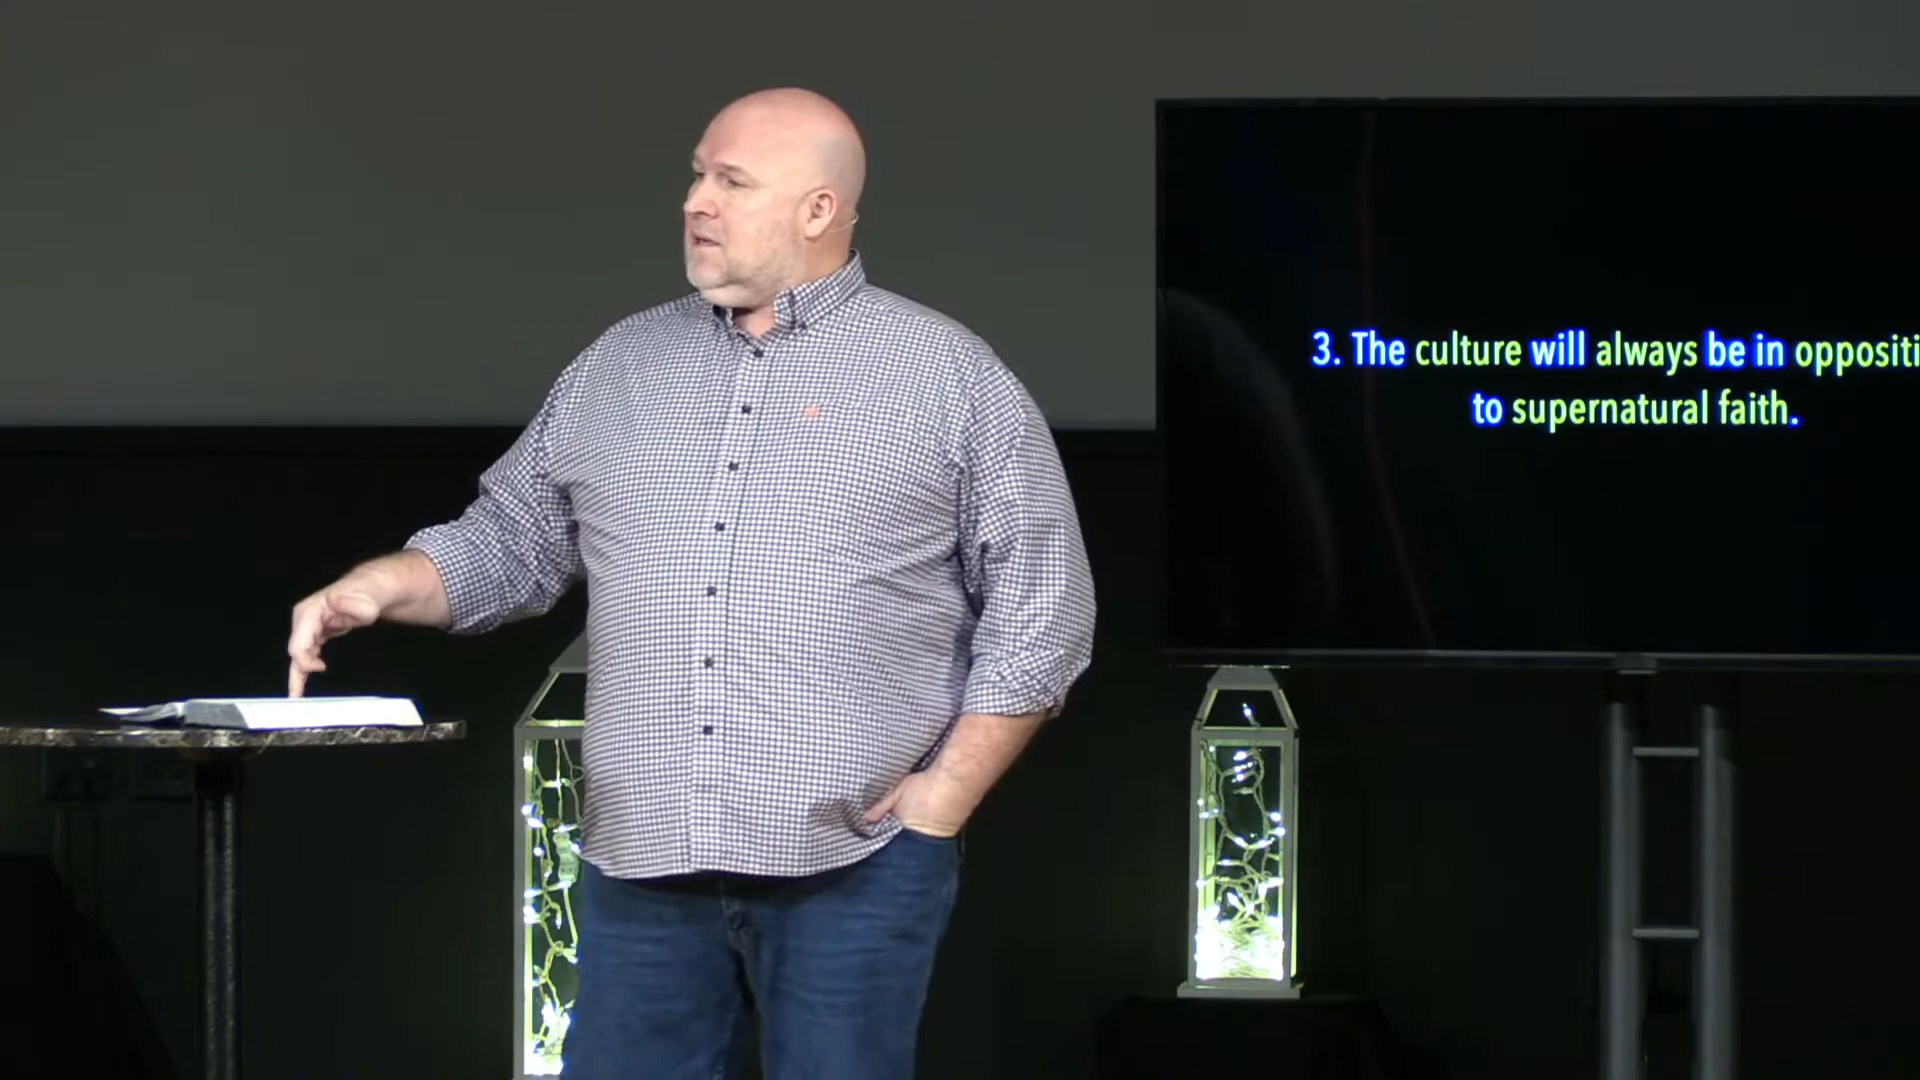 3. The culture will always be in oppositi
to supernatural faith.